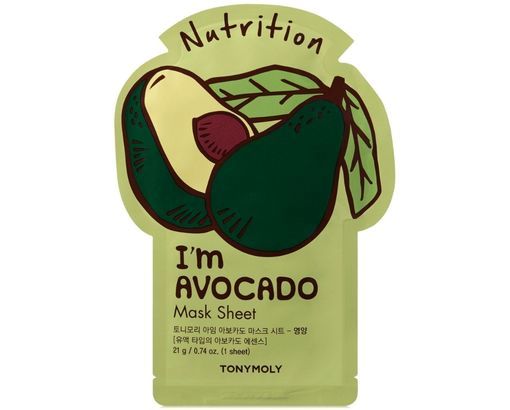 Nutrition
I'm
AVOCADO
Mask Sheet
토니모리 아임 아보카도 마스크 시트 - 영양
[유액 타입의 아보카도 에센스]
21 g / 0.74 oz. (1 sheet)
TONYMOLY